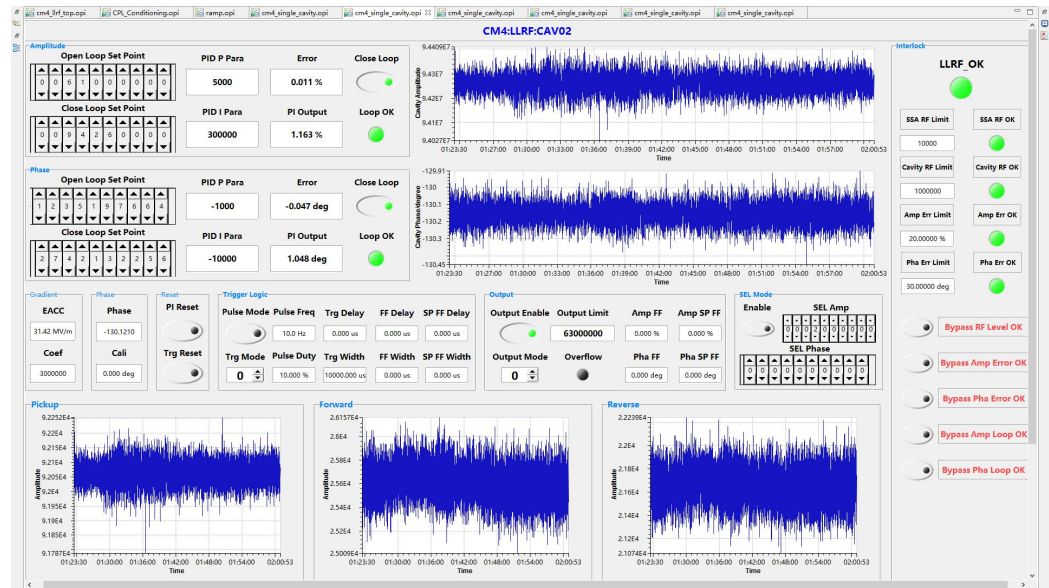 cm4_llrf_top.opi CPL_Conditioning.opi ramp.opi cm4_single_cavity.opi cm4_single_cavity.opi cm4_single_cavity.opi cm4_single_cavity.opi cm4_single_cavity.opi cm4_single_cavity.opi
CM4:LLRF:CAV02
Amplitude
Open Loop Set Point
0 0 6 1 0 0 0 0 0 0
Close Loop Set Point
0 0 9 4 2 6 0 0 0 0
PID P Para Error Close Loop
5000 0.011 %
PID I Para PI Output Loop OK
300000 1.163 %
Cavity Amplitude
9.4409E7
9.43E7
9.42E7
9.41E7
9.4027E7
01:23:30 01:27:00 01:30:00 01:33:00 01:36:00 01:39:00 01:42:00 01:45:00 01:48:00 01:51:00 01:54:00 01:57:00 02:00:53
Time
Phase
Open Loop Set Point
1 2 3 5 1 9 7 6 6 4
Close Loop Set Point
2 7 4 2 1 3 2 2 5 6
PID P Para Error Close Loop
-1000 -0.047 deg
PID I Para PI Output Loop OK
-10000 1.048 deg
Cavity Phase/degree
-129.91
-130
-130.1
-130.2
-130.3
-130.45
01:23:30 01:27:00 01:30:00 01:33:00 01:36:00 01:39:00 01:42:00 01:45:00 01:48:00 01:51:00 01:54:00 01:57:00 02:00:53
Time
Interlock
LLRF_OK
SSA RF Limit SSA RF OK
10000
Cavity RF Limit Cavity RF OK
1000000
Amp Err Limit Amp Err OK
20.00000 %
Pha Err Limit Pha Err OK
30.00000 deg
Bypass RF Level OK
Bypass Amp Error OK
Bypass Pha Error OK
Bypass Amp Loop OK
Bypass Pha Loop OK
Gradient
EACC
31.42 MV/m
Coef
3000000
Phase
Phase
-130.1210
Cali
0.000 deg
Reset
PI Reset
Trg Reset
Trigger Logic
Pulse Mode Pulse Freq Trg Delay FF Delay SP FF Delay
10.0 Hz 0.000 us 0.000 us 0.000 us
Trg Mode Pulse Duty Trg Width FF Width SP FF Width
0 10.000 % 10000.000 us 0.000 us 0.000 us
Output
Output Enable Output Limit Amp FF Amp SP FF
63000000 0.000 % 0.000 %
Output Mode Overflow Pha FF Pha SP FF
0 0.000 deg 0.000 deg
SEL Mode
Enable SEL Amp
0 0 0 2 0 0 0 0
SEL Phase
0 0 0 0 0 0 0 0 0 0
Pickup
Amplitude
9.2252E4
9.22E4
9.215E4
9.21E4
9.205E4
9.2E4
9.195E4
9.19E4
9.185E4
9.1787E4
01:23:30 01:30:00 01:36:00 01:42:00 01:48:00 01:54:00 02:00:53
Time
Forward
Amplitude
2.6157E4
2.6E4
2.58E4
2.56E4
2.54E4
2.52E4
2.5009E4
01:23:30 01:30:00 01:36:00 01:42:00 01:48:00 01:54:00 02:00:53
Time
Reverse
Amplitude
2.2239E4
2.2E4
2.18E4
2.16E4
2.14E4
2.12E4
2.1074E4
01:23:30 01:30:00 01:36:00 01:42:00 01:48:00 01:54:00 02:00:53
Time